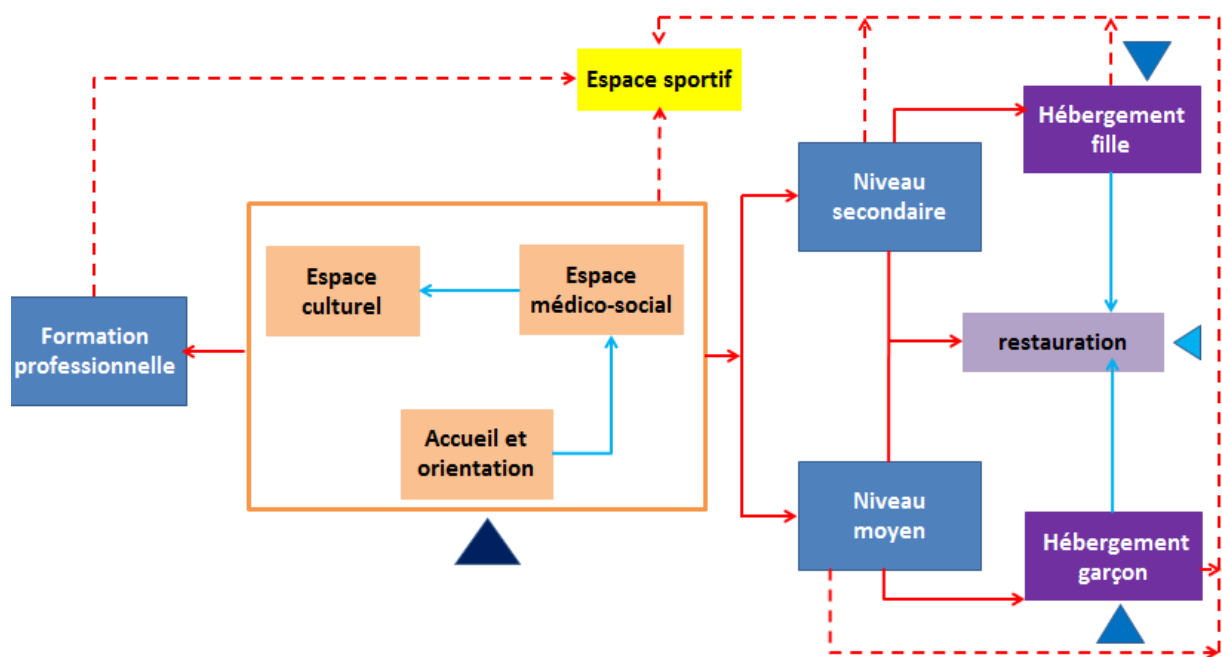 Espace sportif
Hébergement
fille
Niveau
secondaire
Espace
culturel
Espace
médico-social
Formation
professionnelle
restauration
Accueil et
orientation
Niveau
moyen
Hébergement
garçon